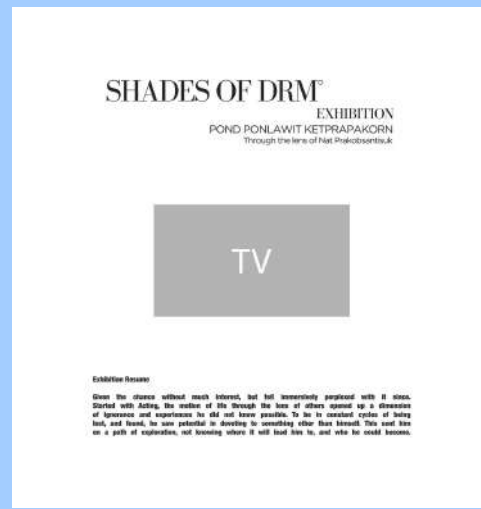 SHADES OF DRM°
EXHIBITION
POND PONLAWIT KETPRAPAKORN
Through the lens of Nat Prakobsantisuk
TV
Exhibition Resume
Given the chance without much interest, but fell immersively perplexed with it since.
Started with Acting, the motion of life through the lens of others opened up a dimension
of ignorance and experiences he did not know possible. To be in constant cycles of being
lost, and found, he saw potential in devoting to something other than himself. This sent him
on a path of exploration, not knowing where it will lead him to, and who he could become.